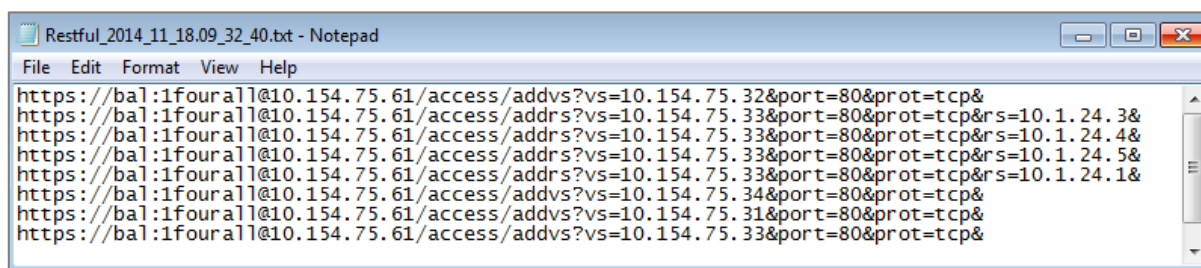 Restful_2014_11_18.09_32_40.txt - Notepad
File Edit Format View Help
https://bal:1fourall@10.154.75.61/access/addvs?vs=10.154.75.32&port=80&prot=tcp&
https://bal:1fourall@10.154.75.61/access/addrs?vs=10.154.75.33&port=80&prot=tcp&rs=10.1.24.3&
https://bal:1fourall@10.154.75.61/access/addrs?vs=10.154.75.33&port=80&prot=tcp&rs=10.1.24.4&
https://bal:1fourall@10.154.75.61/access/addrs?vs=10.154.75.33&port=80&prot=tcp&rs=10.1.24.5&
https://bal:1fourall@10.154.75.61/access/addrs?vs=10.154.75.33&port=80&prot=tcp&rs=10.1.24.1&
https://bal:1fourall@10.154.75.61/access/addvs?vs=10.154.75.34&port=80&prot=tcp&
https://bal:1fourall@10.154.75.61/access/addvs?vs=10.154.75.31&port=80&prot=tcp&
https://bal:1fourall@10.154.75.61/access/addvs?vs=10.154.75.33&port=80&prot=tcp&